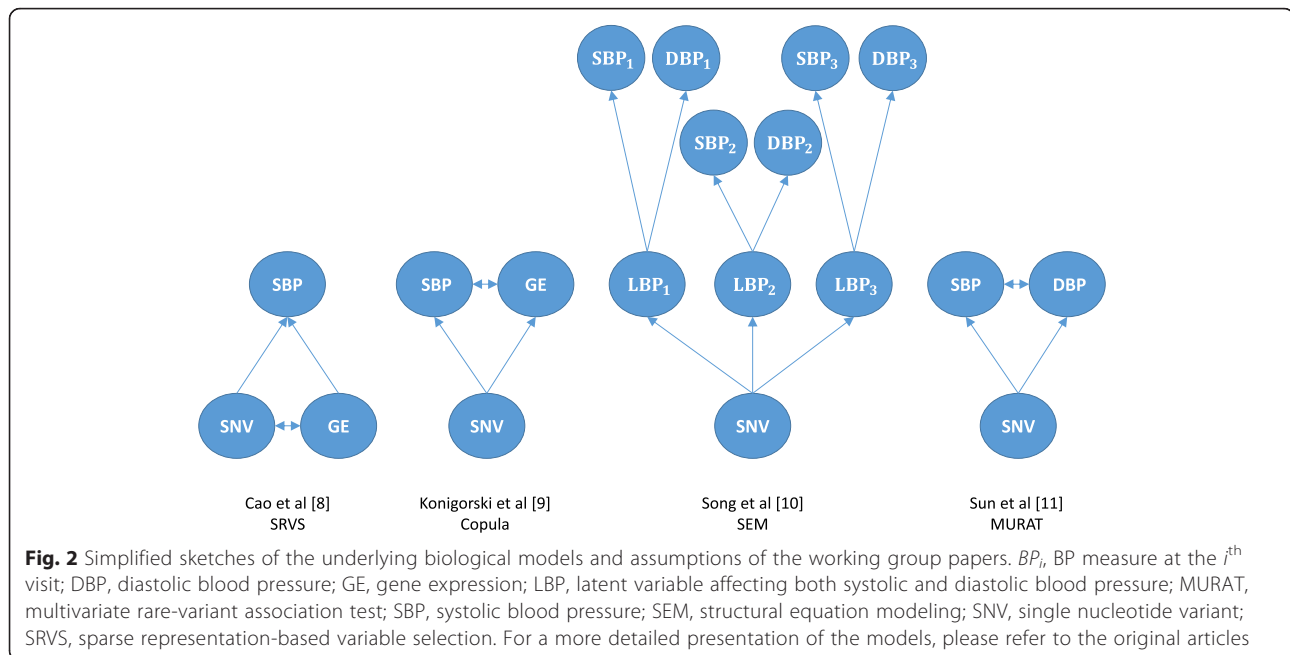 SBP₁ DBP₁ SBP₃ DBP₃
SBP₂ DBP₂
SBP SBP GE LBP₁ LBP₂ LBP₃ SBP DBP
SNV GE SNV SNV SNV
Cao et al [8] Konigorski et al [9] Song et al [10] Sun et al [11]
SRVS Copula SEM MURAT
Fig. 2 Simplified sketches of the underlying biological models and assumptions of the working group papers. BPᵢ, BP measure at the iᵗʰ
visit; DBP, diastolic blood pressure; GE, gene expression; LBP, latent variable affecting both systolic and diastolic blood pressure; MURAT,
multivariate rare-variant association test; SBP, systolic blood pressure; SEM, structural equation modeling; SNV, single nucleotide variant;
SRVS, sparse representation-based variable selection. For a more detailed presentation of the models, please refer to the original articles